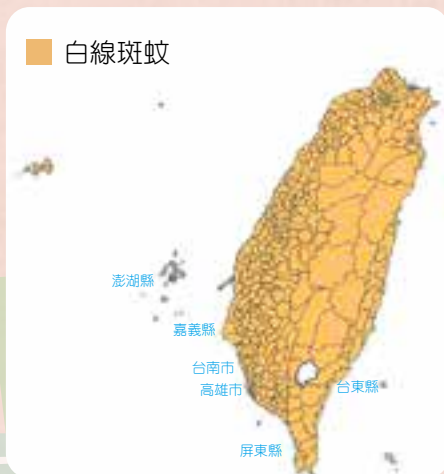 白線斑蚊
澎湖縣
嘉義縣
台南市
高雄市
台東縣
屏東縣